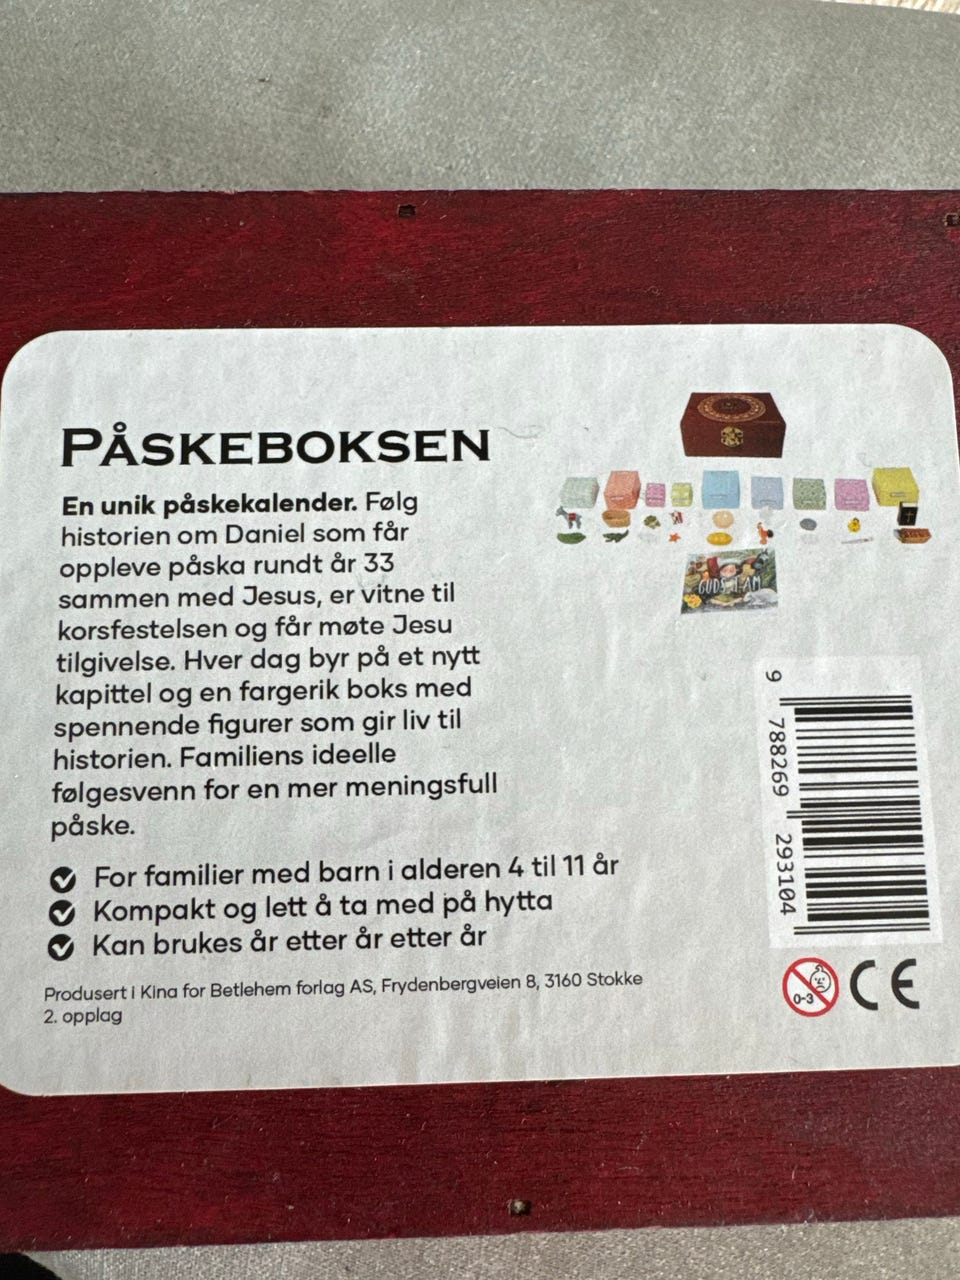 PÅSKEBOKSEN
En unik påskekalender. Følg
historien om Daniel som får
oppleve påska rundt år 33
sammen med Jesus, er vitne til
korsfestelsen og får møte Jesu
tilgivelse. Hver dag byr på et nytt
kapittel og en fargerik boks med
spennende figurer som gir liv til
historien. Familiens ideelle
følgesvenn for en mer meningsfull
påske.
For familier med barn i alderen 4 til 11 år
Kompakt og lett å ta med på hytta
Kan brukes år etter år etter år
Produsert i Kina for Betlehem forlag AS, Frydenbergveien 8, 3160 Stokke
2. opplag
GUDS LAM
9 788269 293104
0-3
CE